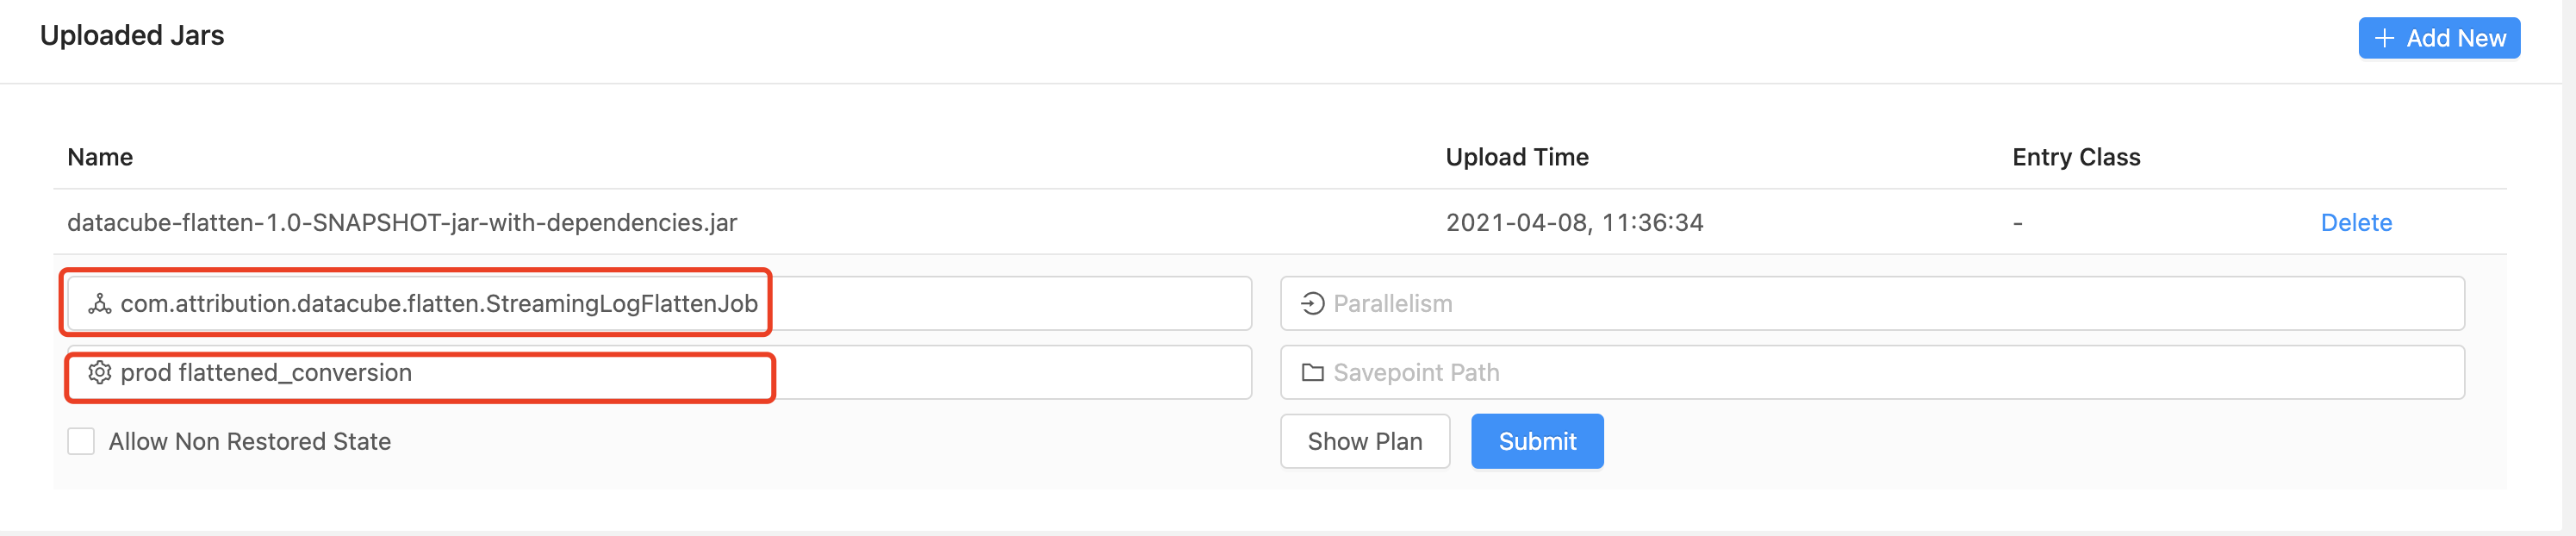 Uploaded Jars
+ Add New
Name Upload Time Entry Class
datacube-flatten-1.0-SNAPSHOT-jar-with-dependencies.jar 2021-04-08, 11:36:34 - Delete
com.attribution.datacube.flatten.StreamingLogFlattenJob Parallelism
prod flattened_conversion Savepoint Path
Allow Non Restored State Show Plan Submit